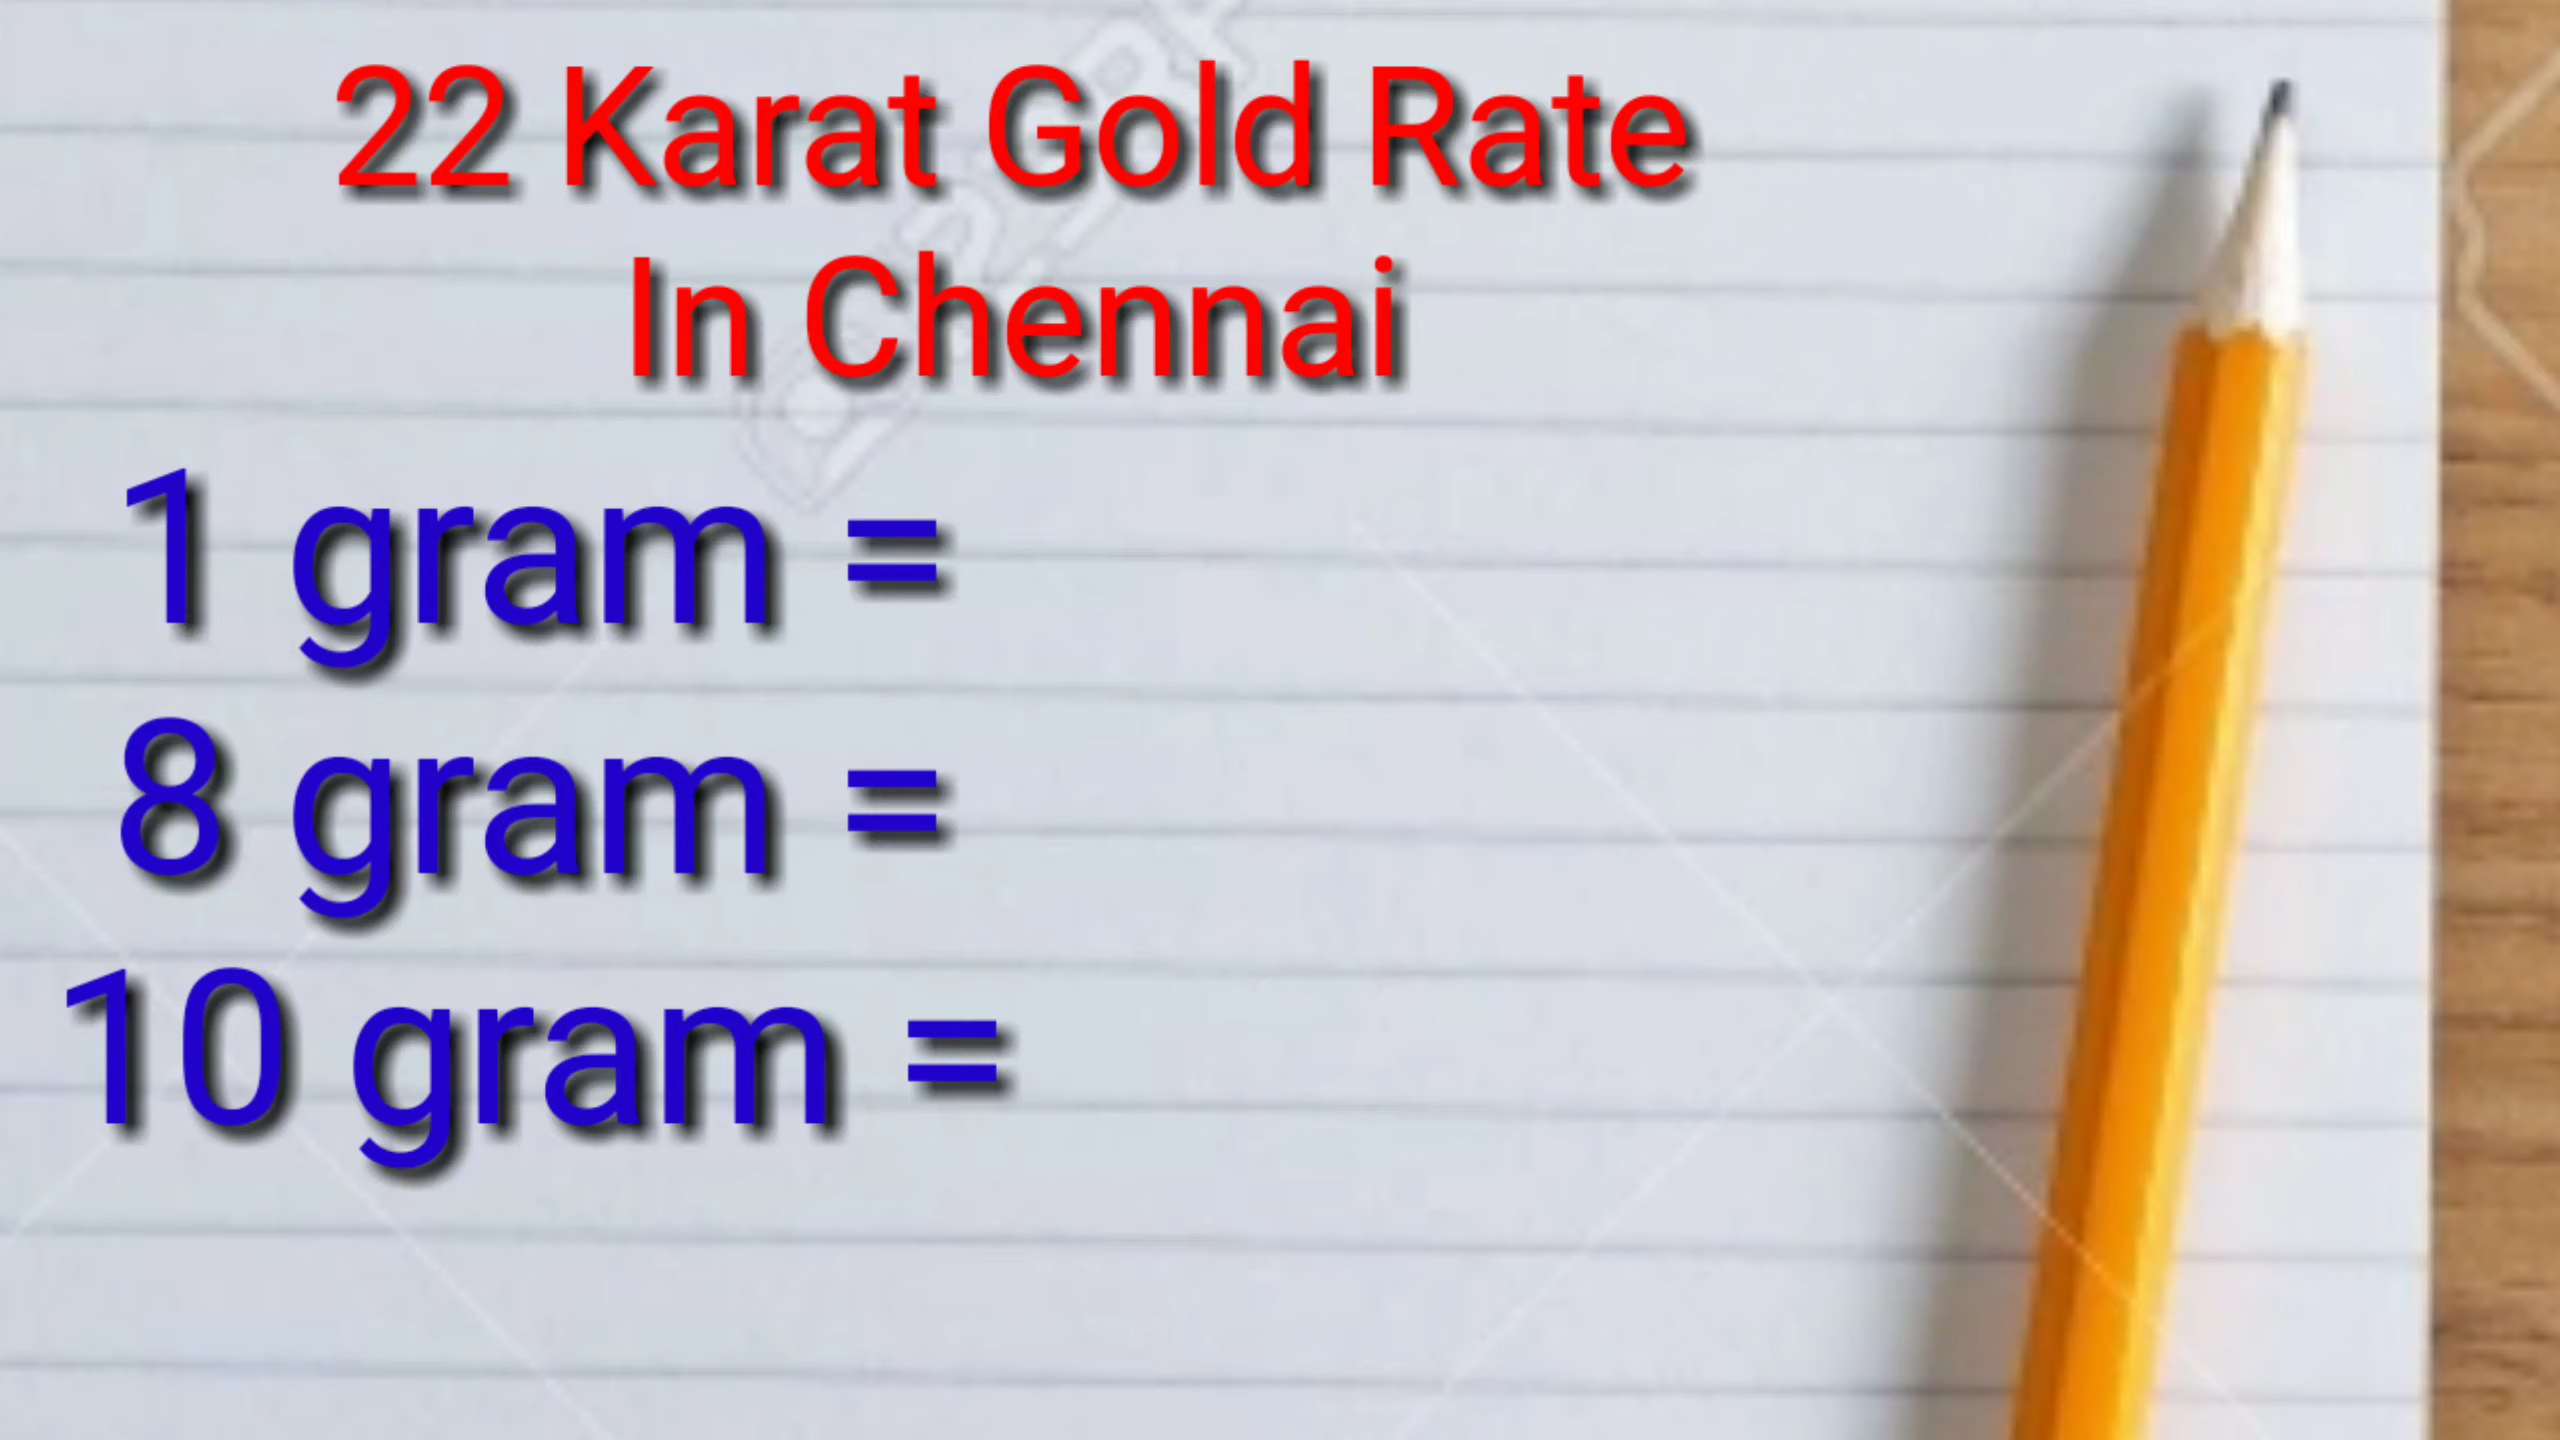 22 Karat Gold Rate
In Chennai
1 gram =
8 gram =
10 gram =